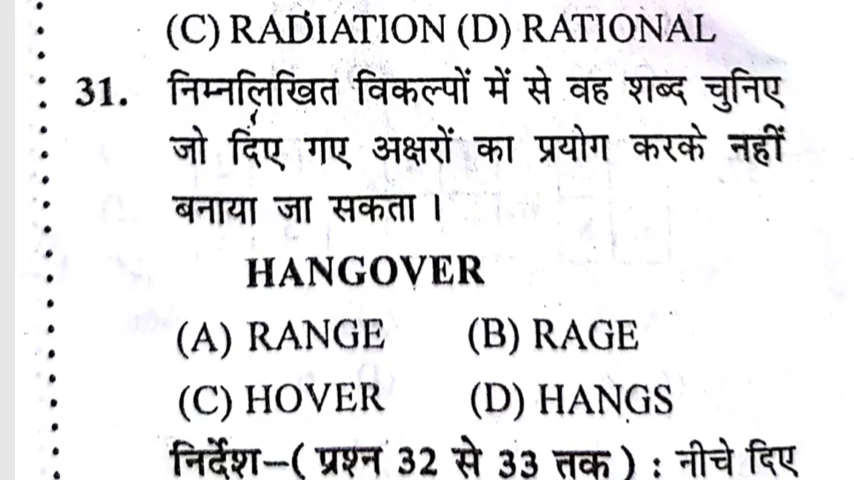 (C) RADIATION (D) RATIONAL
31. निम्नलिखित विकल्पों में से वह शब्द चुनिए
जो दिए गए अक्षरों का प्रयोग करके नहीं
बनाया जा सकता ।
HANGOVER
(A) RANGE (B) RAGE
(C) HOVER (D) HANGS
निर्देश–( प्रश्न 32 से 33 तक ) : नीचे दिए